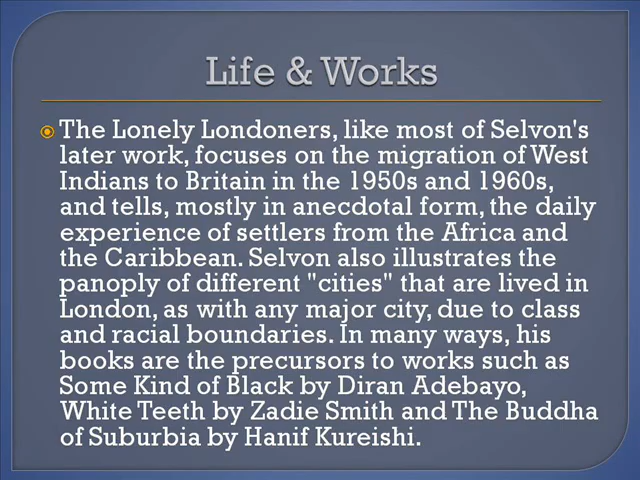 Life & Works
The Lonely Londoners, like most of Selvon's
later work, focuses on the migration of West
Indians to Britain in the 1950s and 1960s,
and tells, mostly in anecdotal form, the daily
experience of settlers from the Africa and
the Caribbean. Selvon also illustrates the
panoply of different "cities" that are lived in
London, as with any major city, due to class
and racial boundaries. In many ways, his
books are the precursors to works such as
Some Kind of Black by Diran Adebayo,
White Teeth by Zadie Smith and The Buddha
of Suburbia by Hanif Kureishi.